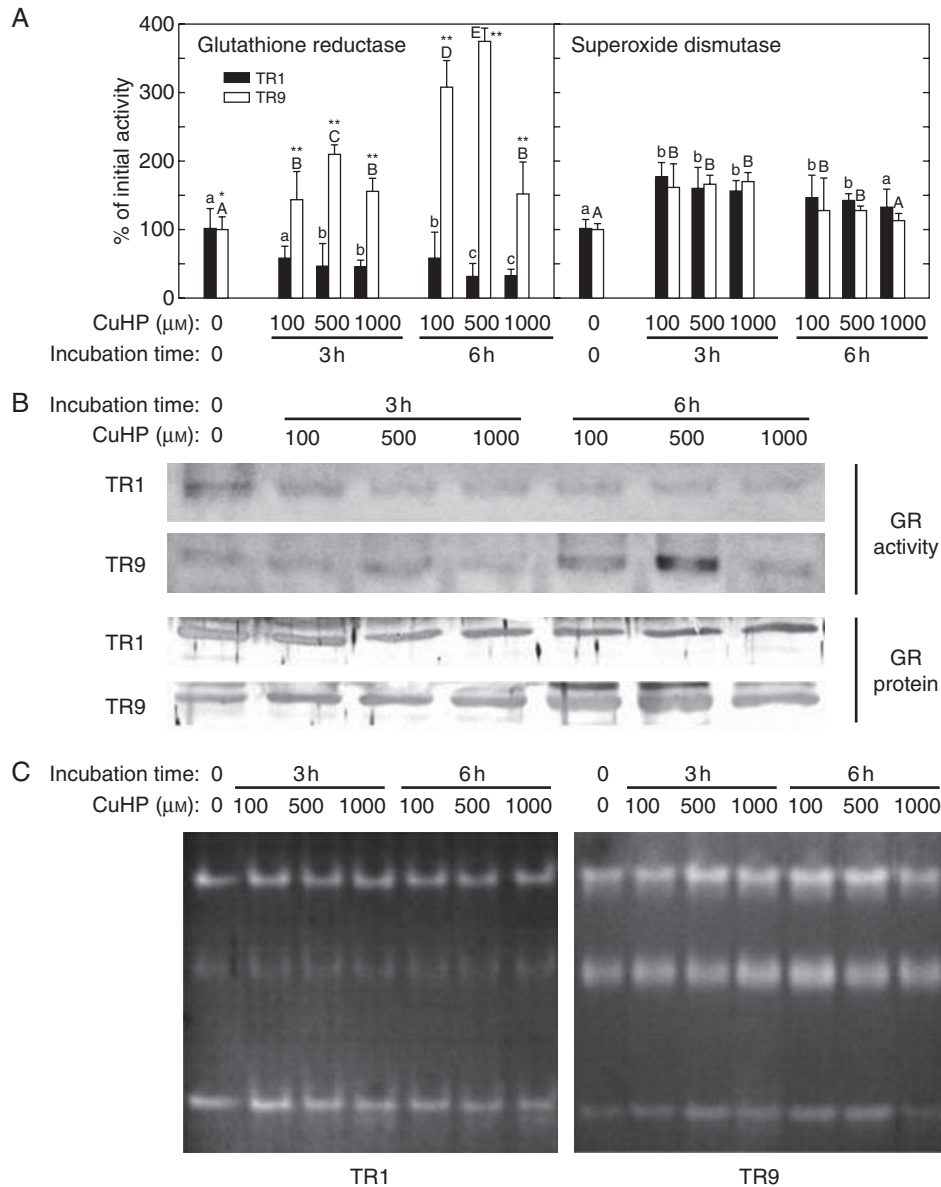 A
% of initial activity
400
300
200
100
0
Glutathione reductase
TR1
TR9
Superoxide dismutase
a A * a B ** b C ** b B ** b D ** c E ** c B **
a A b B b B b B b B b B a A
CuHP (µM): 0 100 500 1000 100 500 1000 0 100 500 1000 100 500 1000
Incubation time: 0 3 h 6 h 0 3 h 6 h
B Incubation time: 0 3 h 6 h
CuHP (µM): 0 100 500 1000 100 500 1000
TR1
TR9
GR
activity
TR1
TR9
GR
protein
C Incubation time: 0 3 h 6 h 0 3 h 6 h
CuHP (µM): 0 100 500 1000 100 500 1000 0 100 500 1000 100 500 1000
TR1 TR9